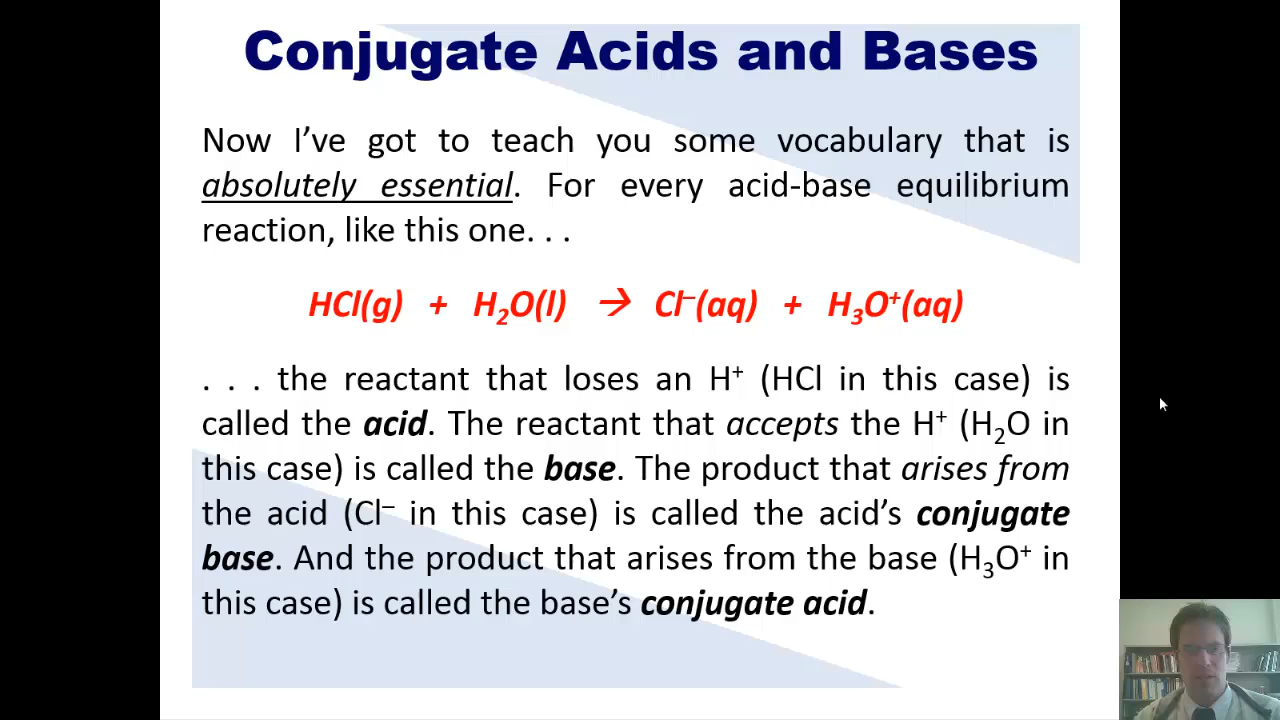 Conjugate Acids and Bases
Now I’ve got to teach you some vocabulary that is
absolutely essential. For every acid-base equilibrium
reaction, like this one. . .
HCl(g) + H₂O(l) → Cl⁻(aq) + H₃O⁺(aq)
. . . the reactant that loses an H⁺ (HCl in this case) is
called the acid. The reactant that accepts the H⁺ (H₂O in
this case) is called the base. The product that arises from
the acid (Cl⁻ in this case) is called the acid’s conjugate
base. And the product that arises from the base (H₃O⁺ in
this case) is called the base’s conjugate acid.